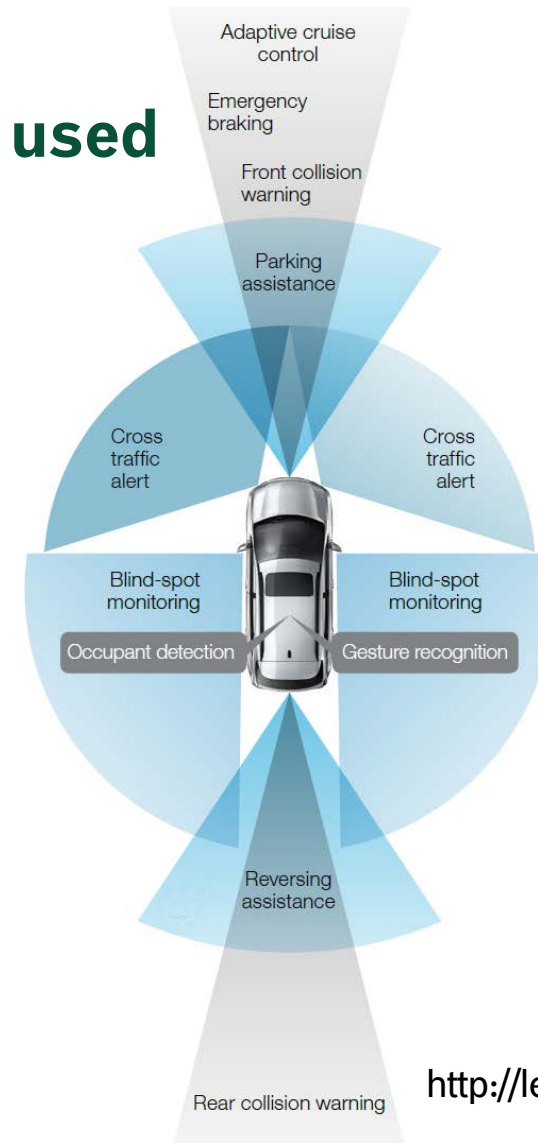 Adaptive cruise
control
used
Emergency
braking
Front collision
warning
Parking
assistance
Cross
traffic
alert
Cross
traffic
alert
Blind-spot
monitoring
Blind-spot
monitoring
Occupant detection
Gesture recognition
Reversing
assistance
http://le
Rear collision warning